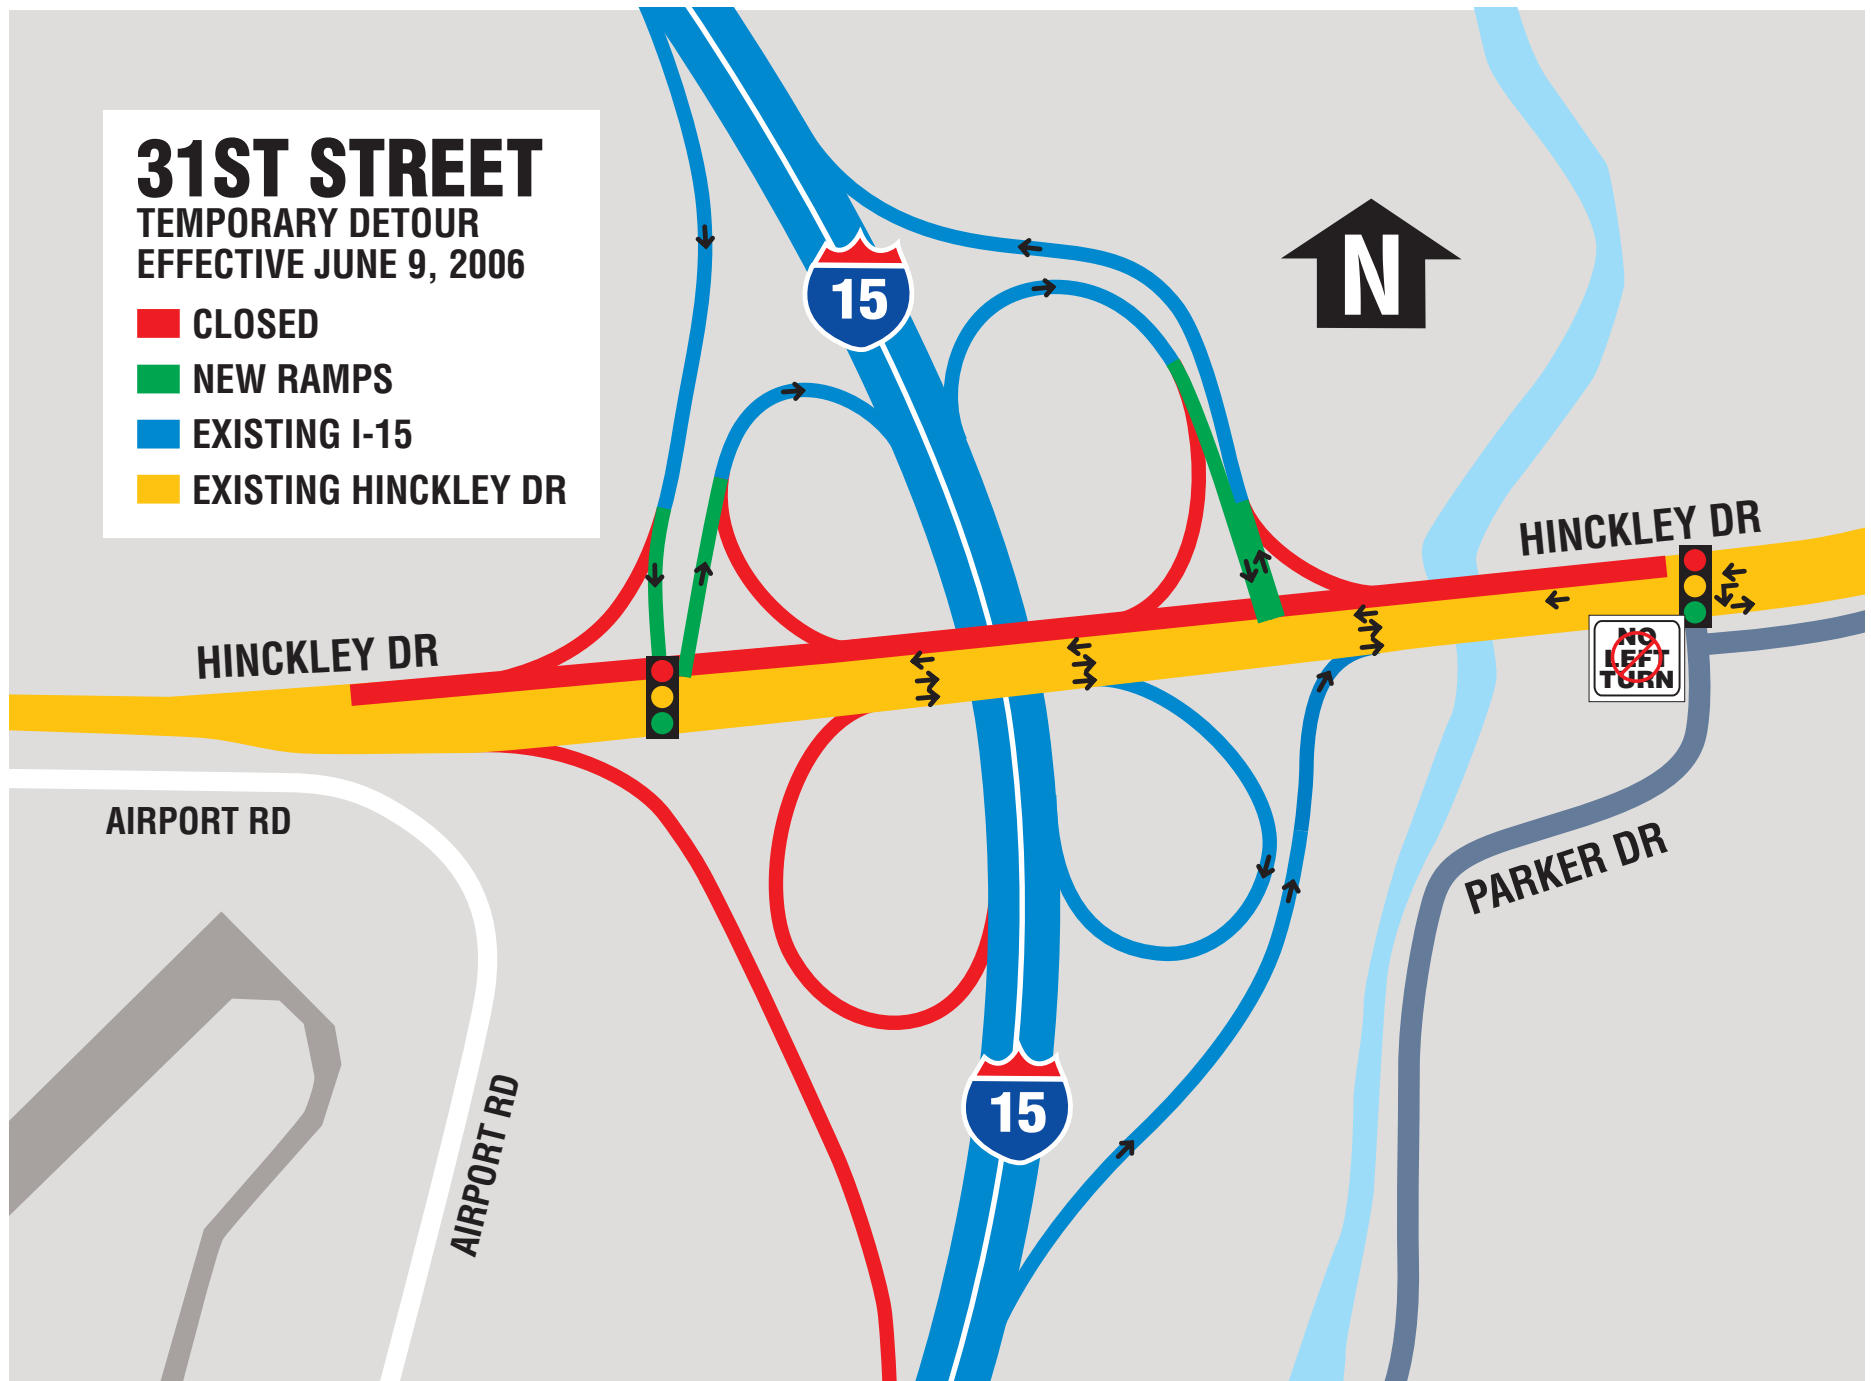 31ST STREET
TEMPORARY DETOUR
EFFECTIVE JUNE 9, 2006
CLOSED
NEW RAMPS
EXISTING I-15
EXISTING HINCKLEY DR
15
N
HINCKLEY DR
HINCKLEY DR
NO
LEFT
TURN
AIRPORT RD
PARKER DR
15
AIRPORT RD